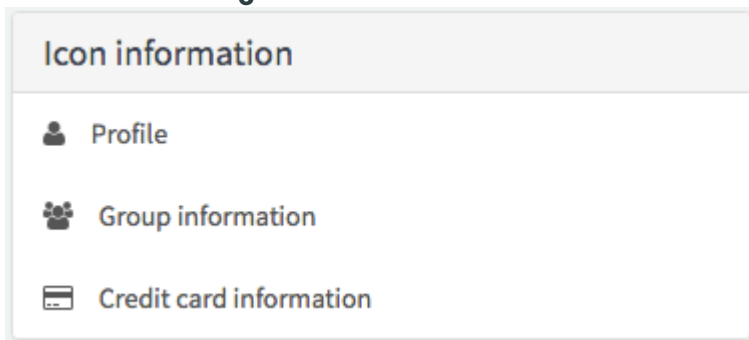 Icon information
Profile
Group information
Credit card information